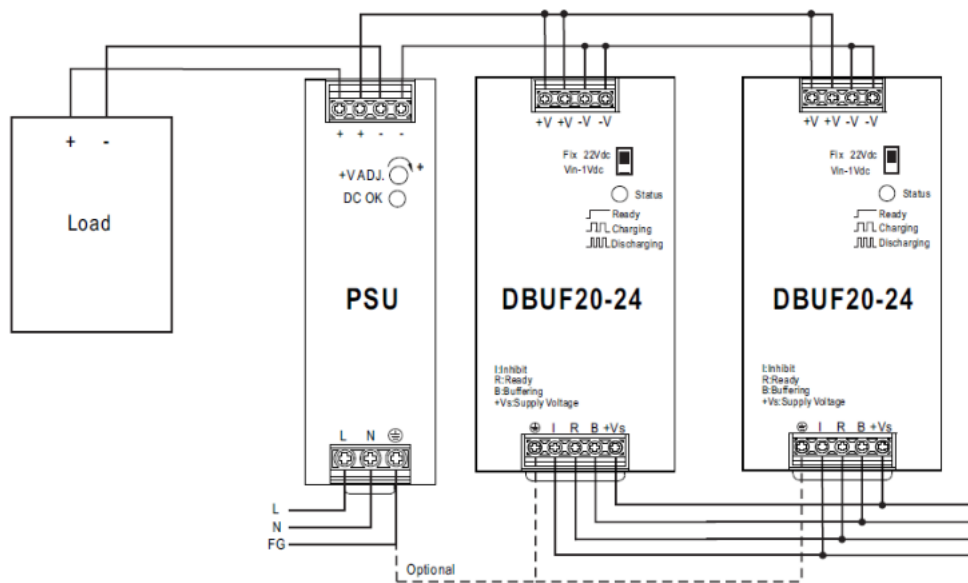 + -
Load
+ + - -
+V ADJ. +
DC OK
PSU
L N
L
N
FG
Optional
+V +V -V -V
Fix 22Vdc
Vin-1Vdc
Status
Ready
Charging
Discharging
DBUF20-24
I:Inhibit
R:Ready
B:Buffering
+Vs:Supply Voltage
I R B +Vs
+V +V -V -V
Fix 22Vdc
Vin-1Vdc
Status
Ready
Charging
Discharging
DBUF20-24
I:Inhibit
R:Ready
B:Buffering
+Vs:Supply Voltage
I R B +Vs